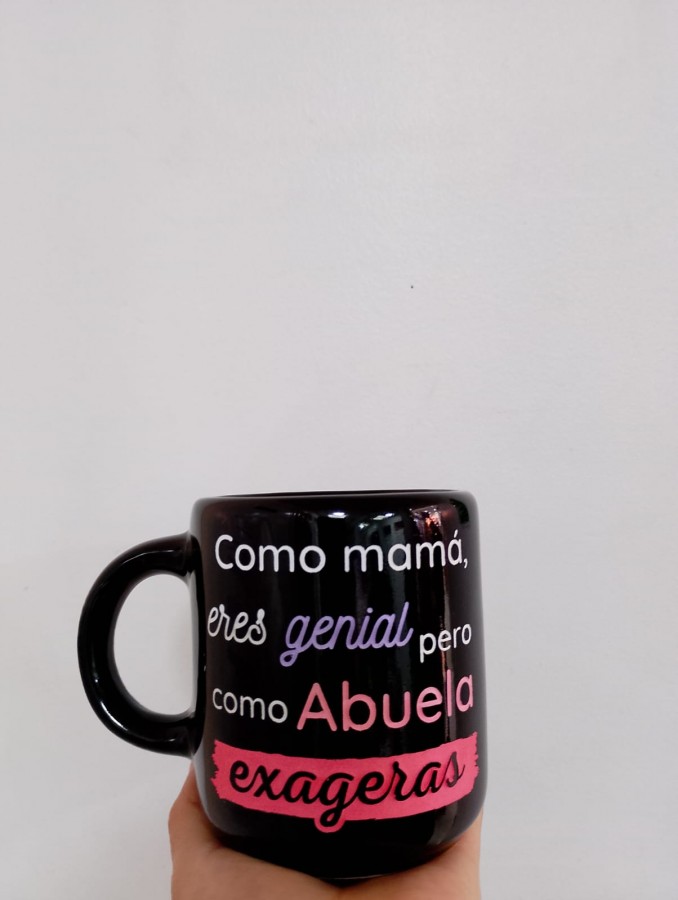 Como mamá,
eres genial pero
como Abuela
exageras